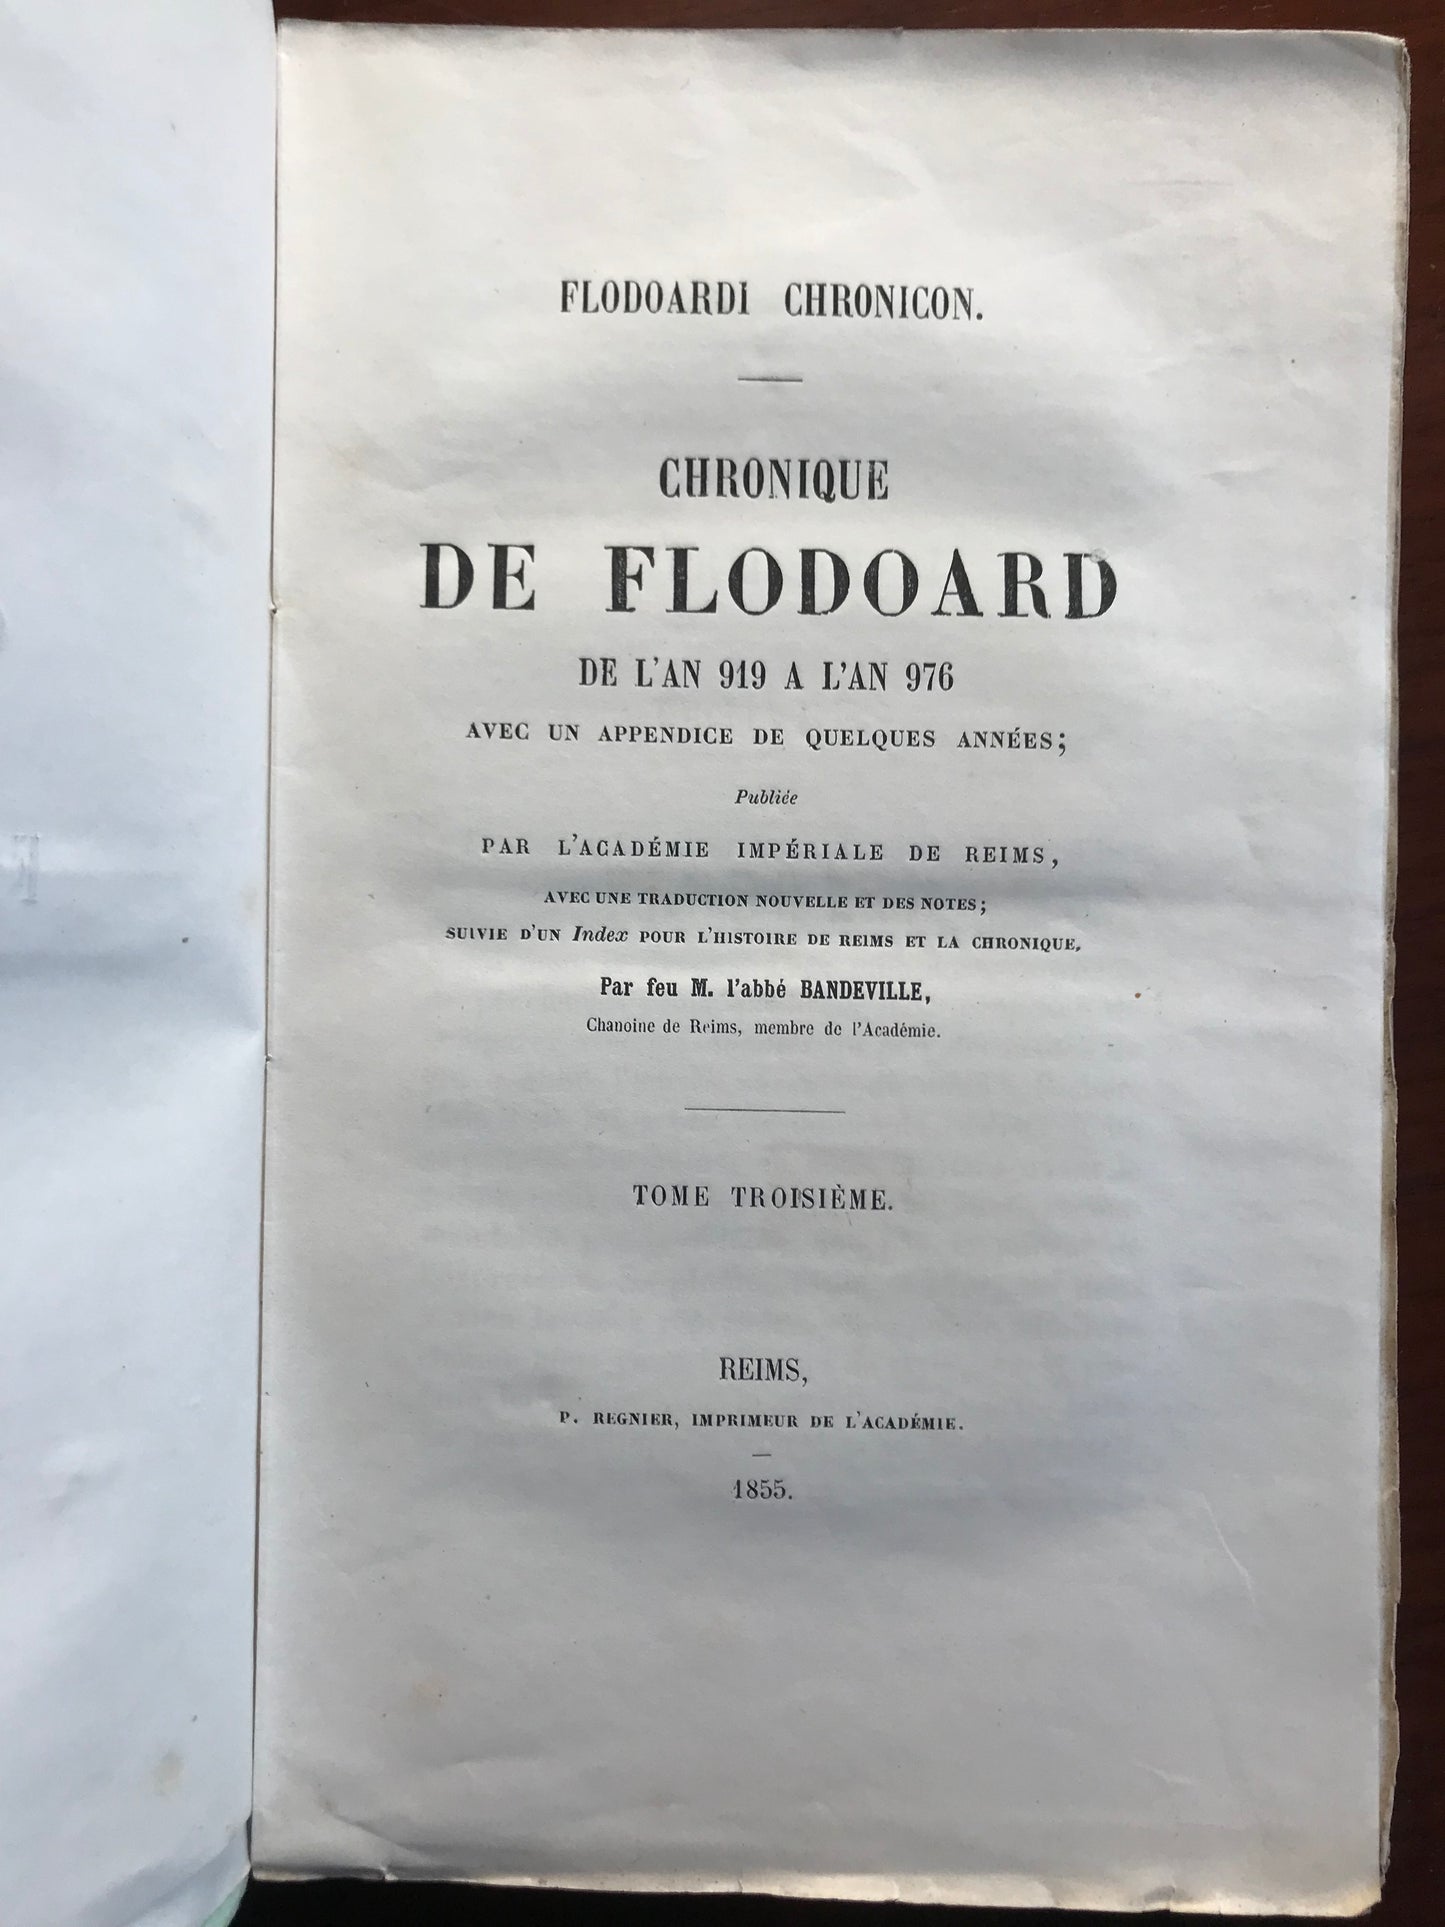 FLODOARDI CHRONICON.
CHRONIQUE
DE FLODOARD
DE L'AN 919 A L'AN 976
AVEC UN APPENDICE DE QUELQUES ANNÉES;
Publiée
PAR L'ACADÉMIE IMPÉRIALE DE REIMS,
AVEC UNE TRADUCTION NOUVELLE ET DES NOTES;
SUIVIE D'UN Index POUR L'HISTOIRE DE REIMS ET LA CHRONIQUE,
Par feu M. l'abbé BANDEVILLE,
Chanoine de Reims, membre de l'Académie.
TOME TROISIÈME.
REIMS,
P. REGNIER, IMPRIMEUR DE L'ACADÉMIE.
1855.